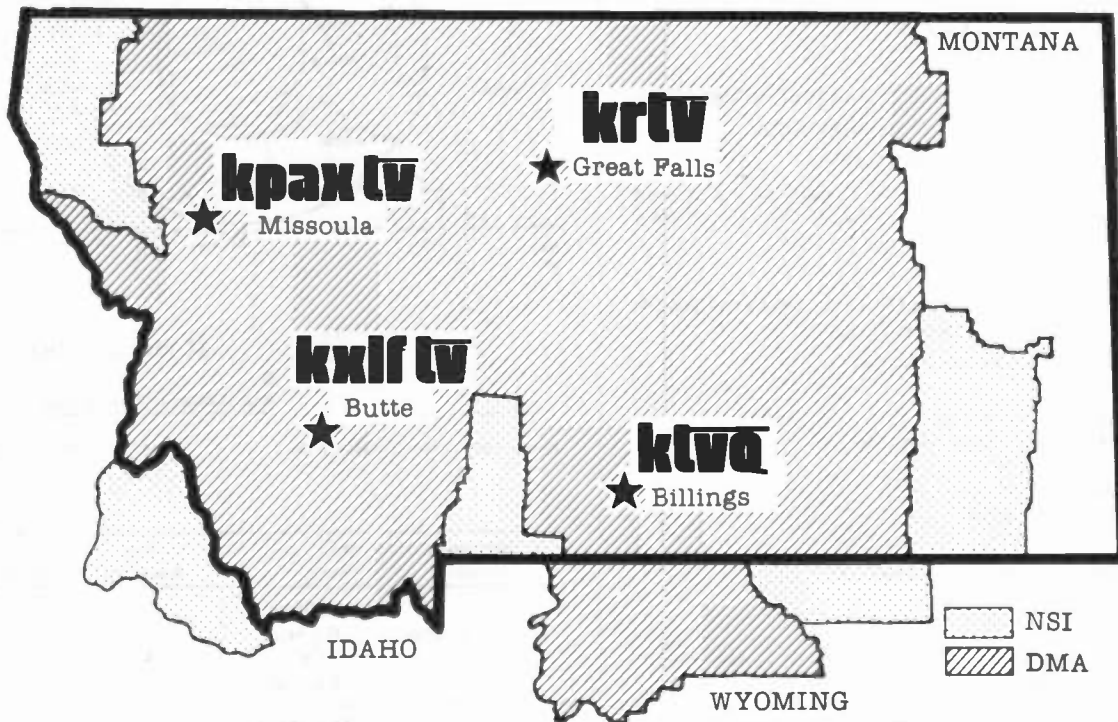 MONTANA
krtv
Great Falls
kpax tv
Missoula
kxlf tv
Butte
ktvq
Billings
NSI
DMA
IDAHO
WYOMING